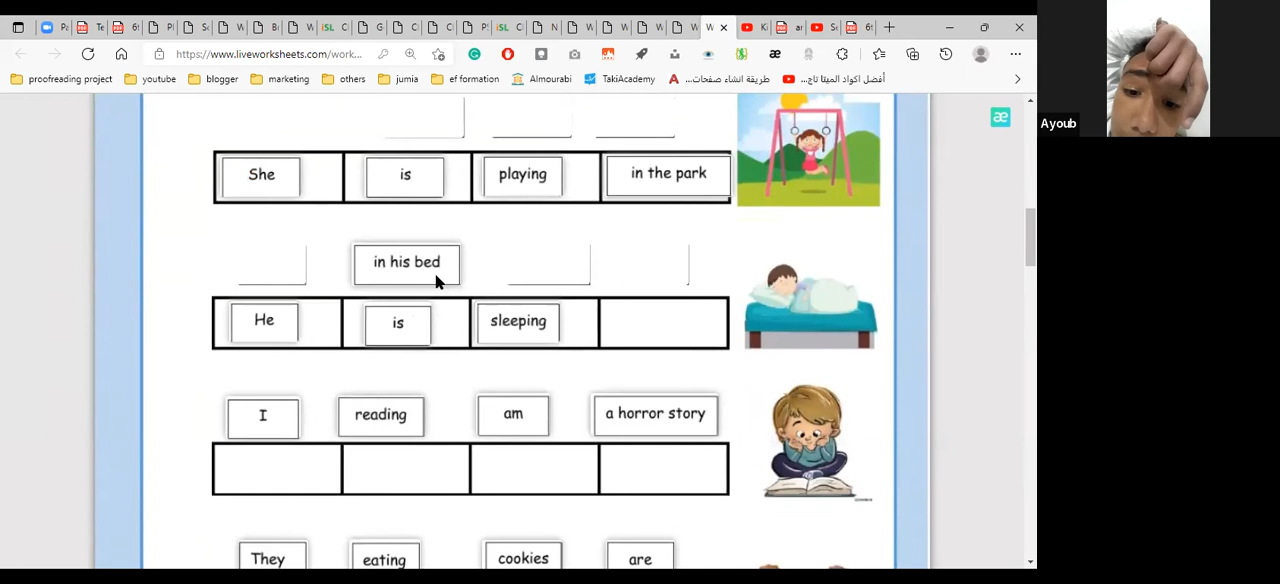 https://www.liveworksheets.com/work...
proofreading project youtube blogger marketing others jumia ef formation Almourabi TakiAcademy طريقة انشاء صفحات... أفضل اكواد الميتا تاج...
Ayoub
She is playing in the park
in his bed
He is sleeping
I reading am a horror story
They eating cookies are